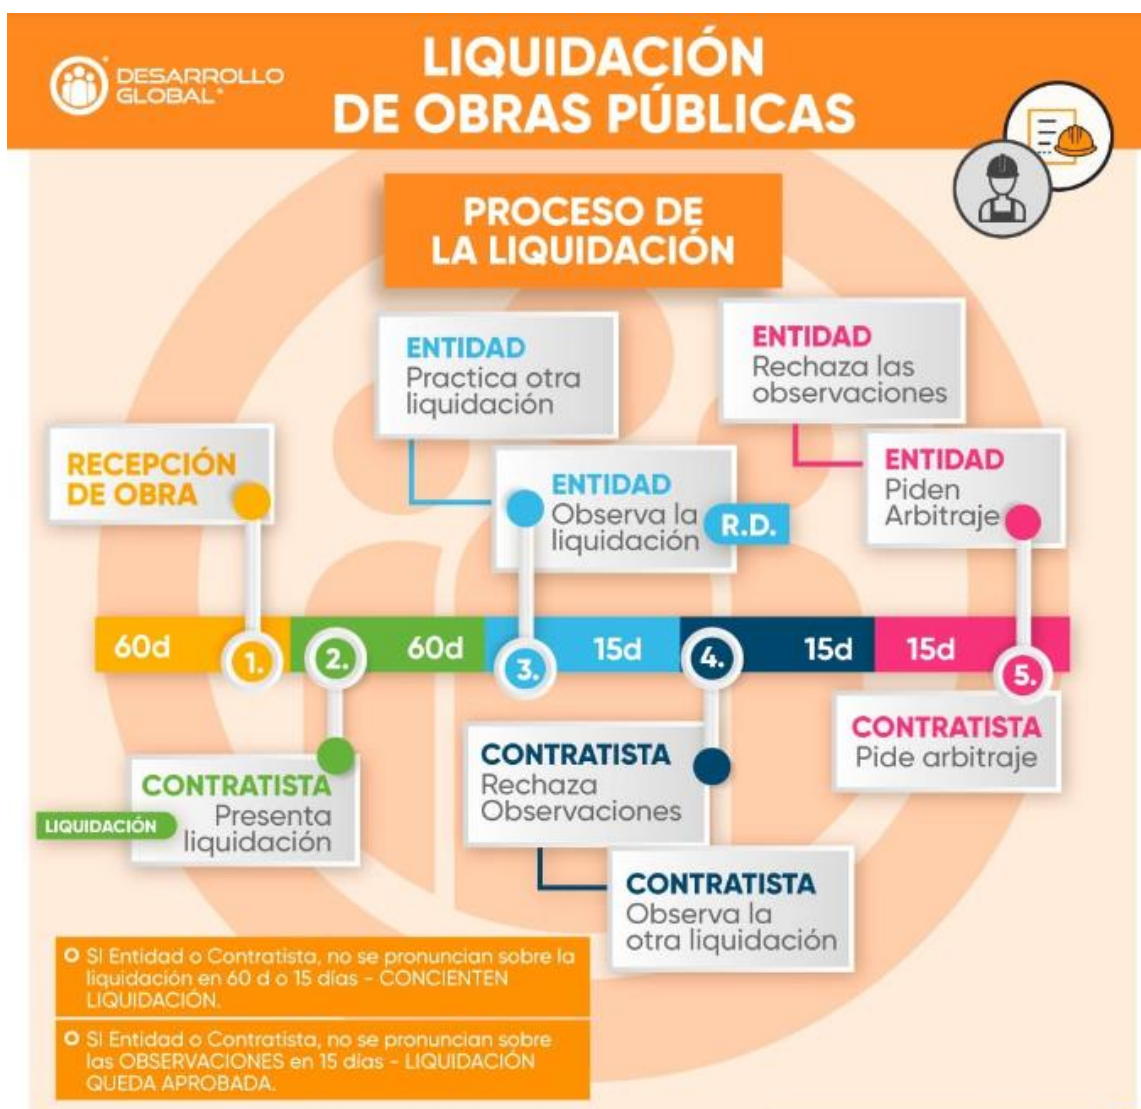 DESARROLLO
GLOBAL®
LIQUIDACIÓN
DE OBRAS PÚBLICAS
PROCESO DE
LA LIQUIDACIÓN
ENTIDAD
Practica otra
liquidación
ENTIDAD
Rechaza las
observaciones
RECEPCIÓN
DE OBRA
ENTIDAD
Observa la
liquidación
R.D.
ENTIDAD
Piden
Arbitraje
60d
1.
2.
60d
3.
15d
4.
15d
15d
5.
CONTRATISTA
Presenta
liquidación
LIQUIDACIÓN
CONTRATISTA
Rechaza
Observaciones
CONTRATISTA
Pide arbitraje
CONTRATISTA
Observa la
otra liquidación
SI Entidad o Contratista, no se pronuncian sobre la
liquidación en 60 d o 15 días - CONCIENTEN
LIQUIDACIÓN.
SI Entidad o Contratista, no se pronuncian sobre
las OBSERVACIONES en 15 días - LIQUIDACIÓN
QUEDA APROBADA.